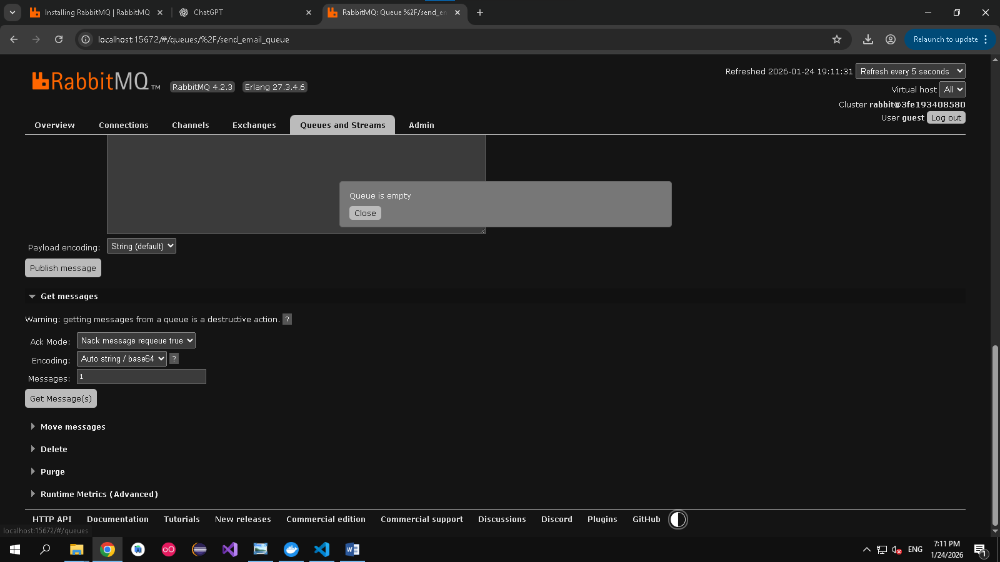 Installing RabbitMQ | RabbitMQ
ChatGPT
RabbitMQ: Queue %2F/send_em
localhost:15672/#/queues/%2F/send_email_queue
Relaunch to update
RabbitMQ TM
RabbitMQ 4.2.3
Erlang 27.3.4.6
Refreshed 2026-01-24 19:11:31
Refresh every 5 seconds
Virtual host
All
Cluster rabbit@3fe193408580
User guest
Log out
Overview
Connections
Channels
Exchanges
Queues and Streams
Admin
Queue is empty
Close
Payload encoding:
String (default)
Publish message
Get messages
Warning: getting messages from a queue is a destructive action.
?
Ack Mode:
Nack message requeue true
Encoding:
Auto string / base64
?
Messages:
1
Get Message(s)
Move messages
Delete
Purge
Runtime Metrics (Advanced)
HTTP API
Documentation
Tutorials
New releases
Commercial edition
Commercial support
Discussions
Discord
Plugins
GitHub
localhost:15672/#/queues
ENG
7:11 PM
1/24/2026
1